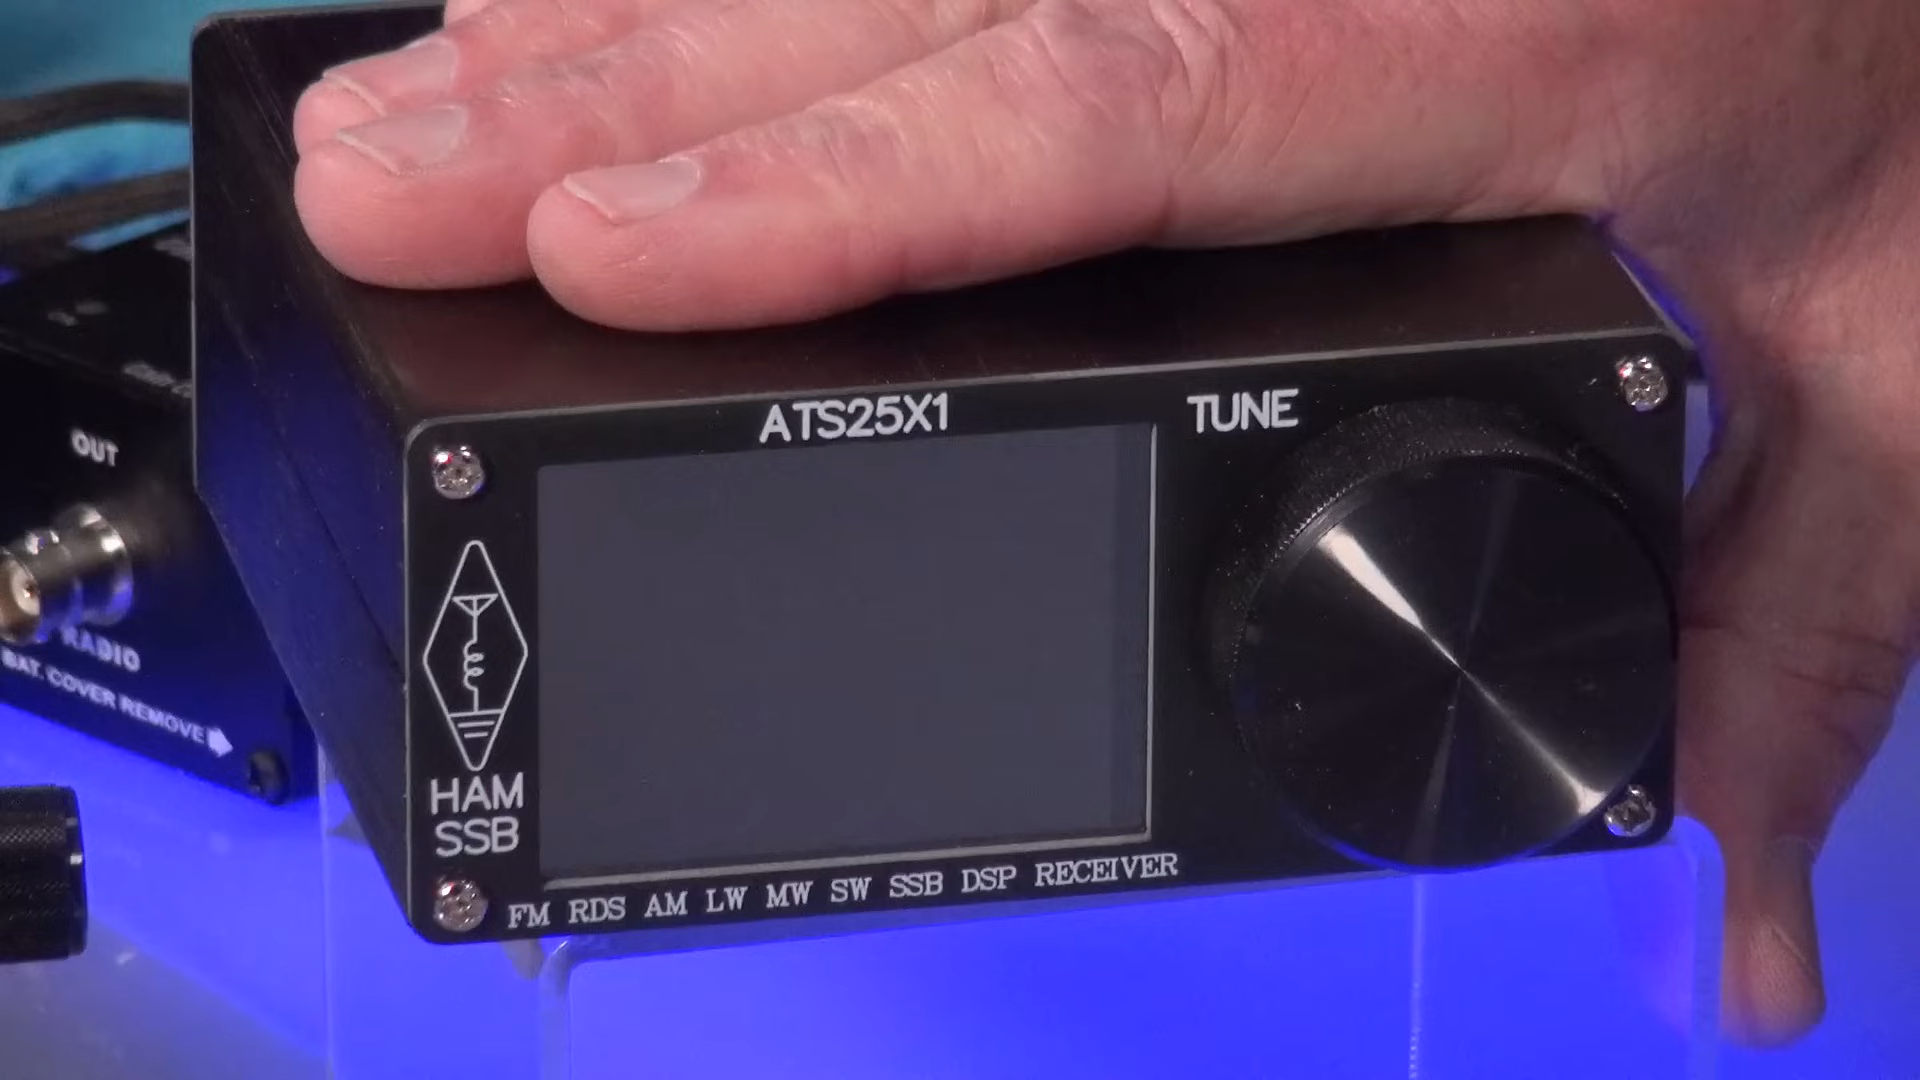 ATS25X1
TUNE
OUT
RADIO
BAT. COVER REMOVE
HAM
SSB
FM RDS AM LW MW SW SSB DSP RECEIVER